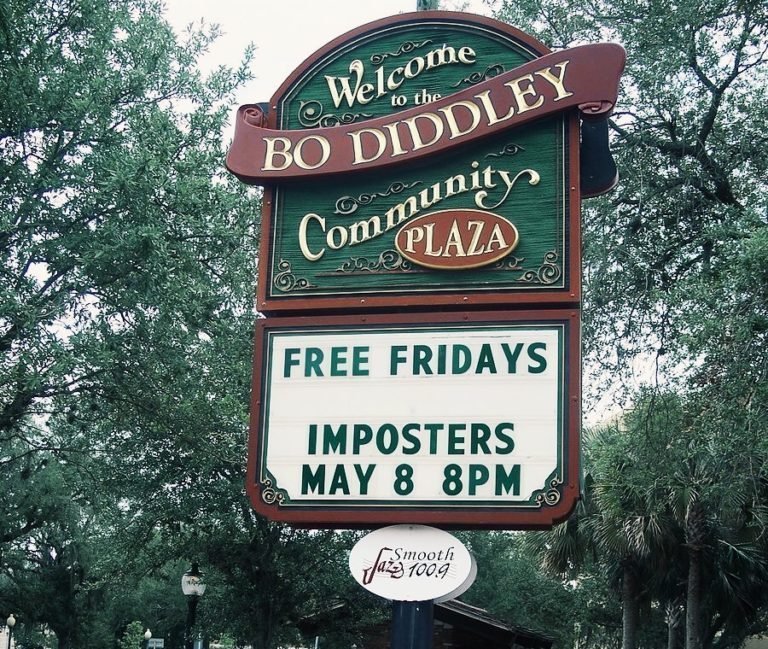 Welcome
to the
BO DIDDLEY
Community
PLAZA
FREE FRIDAYS
IMPOSTERS
MAY 8 8PM
Smooth
Jazz 100.9